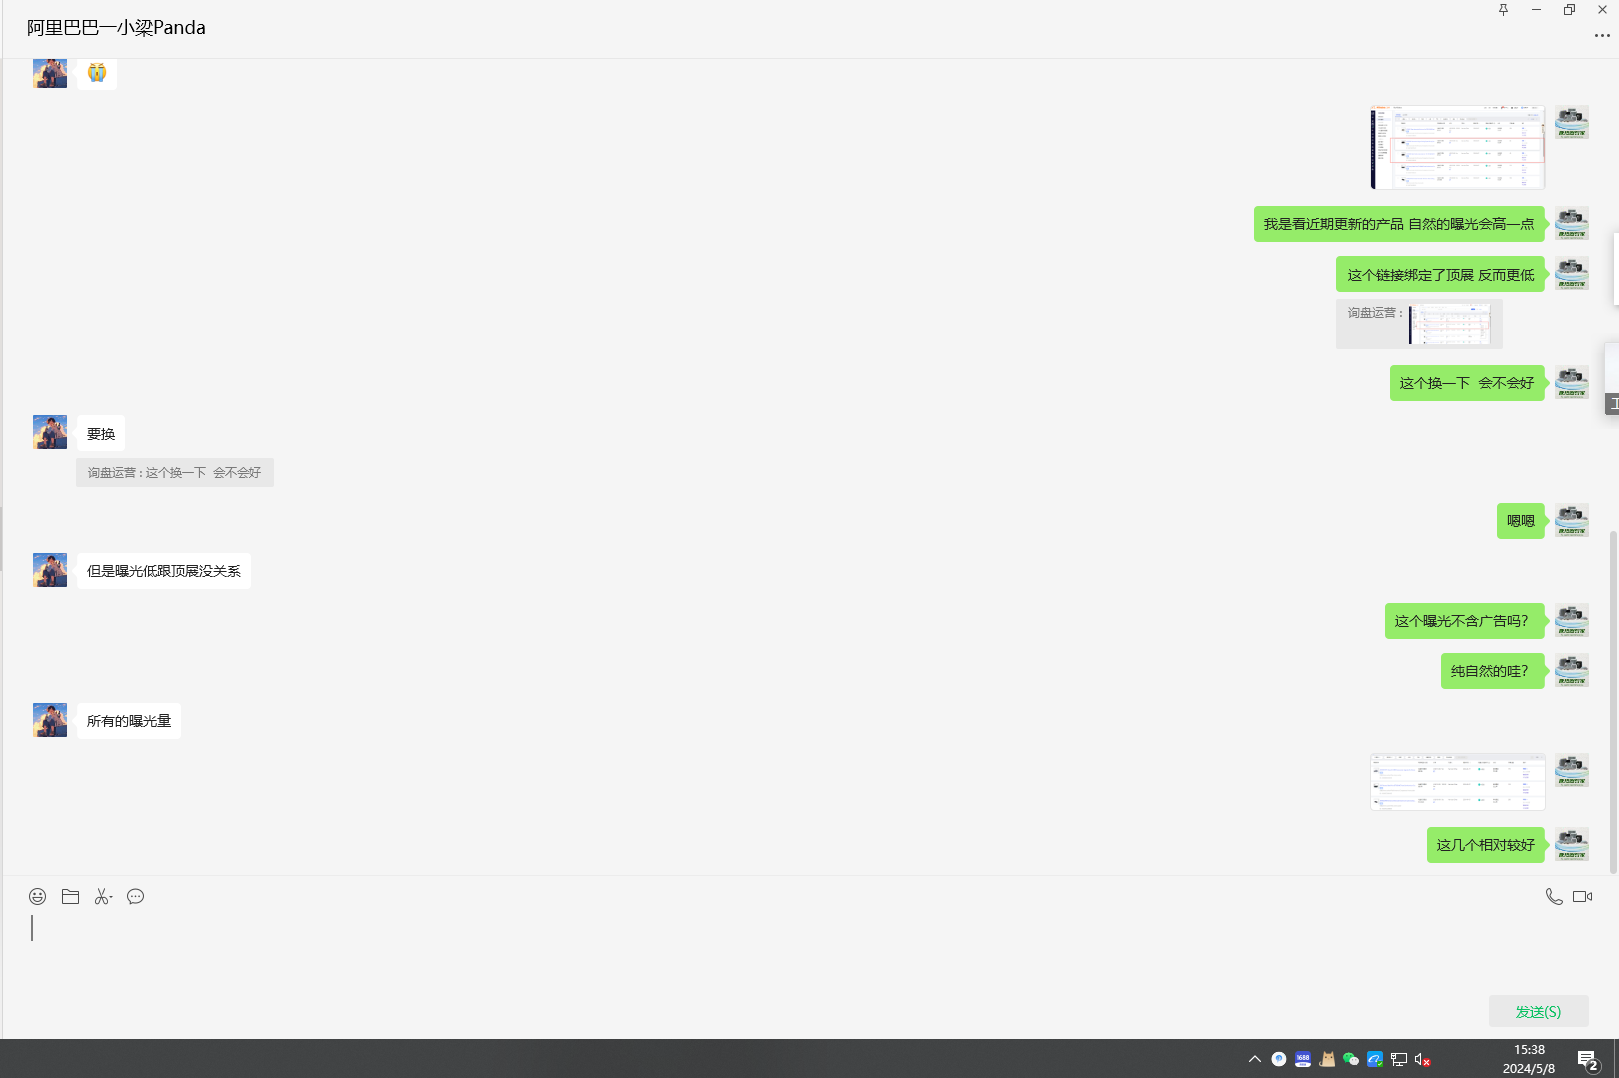 阿里巴巴一小梁Panda
我是看近期更新的产品 自然的曝光会高一点
这个链接绑定了顶展 反而更低
询盘运营：
这个换一下  会不会好
要换
询盘运营 : 这个换一下  会不会好
嗯嗯
但是曝光低跟顶展没关系
这个曝光不含广告吗？
纯自然的哇？
所有的曝光量
这几个相对较好
发送(S)
1688
15:38
2024/5/8
2